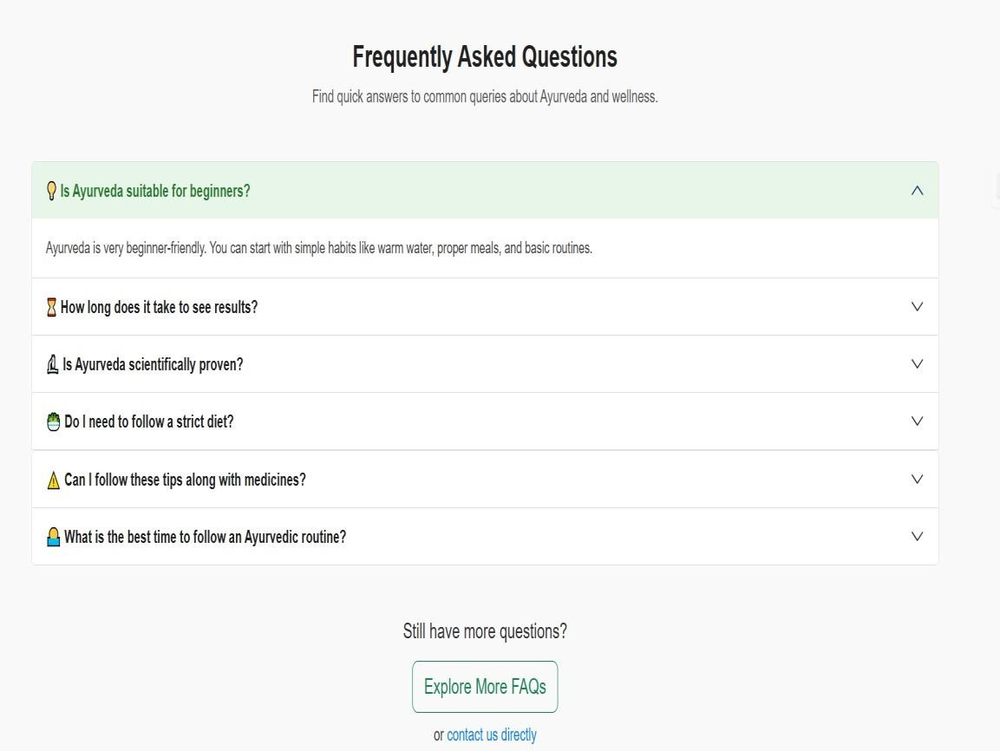 Frequently Asked Questions
Find quick answers to common queries about Ayurveda and wellness.
Is Ayurveda suitable for beginners?
Ayurveda is very beginner-friendly. You can start with simple habits like warm water, proper meals, and basic routines.
How long does it take to see results?
Is Ayurveda scientifically proven?
Do I need to follow a strict diet?
Can I follow these tips along with medicines?
What is the best time to follow an Ayurvedic routine?
Still have more questions?
Explore More FAQs
or contact us directly